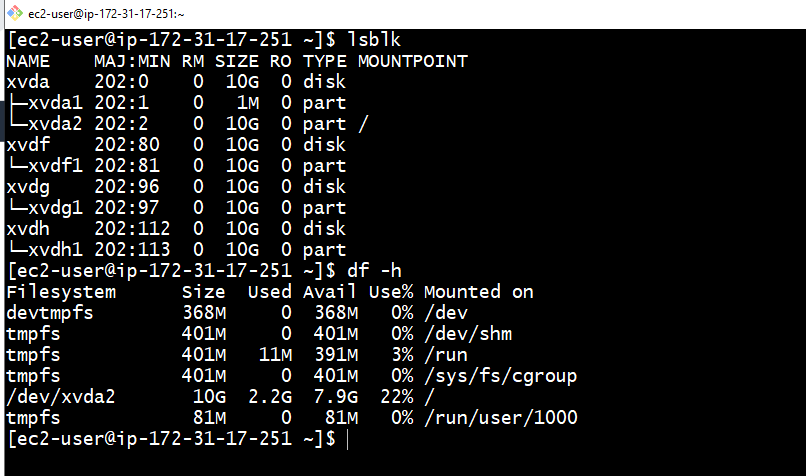 ec2-user@ip-172-31-17-251:~
[ec2-user@ip-172-31-17-251 ~]$ lsblk
NAME    MAJ:MIN RM SIZE RO TYPE MOUNTPOINT
xvda    202:0    0  10G  0 disk
├─xvda1 202:1    0   1M  0 part
└─xvda2 202:2    0  10G  0 part /
xvdf    202:80   0  10G  0 disk
└─xvdf1 202:81   0  10G  0 part
xvdg    202:96   0  10G  0 disk
└─xvdg1 202:97   0  10G  0 part
xvdh    202:112  0  10G  0 disk
└─xvdh1 202:113  0  10G  0 part
[ec2-user@ip-172-31-17-251 ~]$ df -h
Filesystem      Size  Used Avail Use% Mounted on
devtmpfs        368M     0  368M   0% /dev
tmpfs           401M     0  401M   0% /dev/shm
tmpfs           401M   11M  391M   3% /run
tmpfs           401M     0  401M   0% /sys/fs/cgroup
/dev/xvda2       10G  2.2G  7.9G  22% /
tmpfs            81M     0   81M   0% /run/user/1000
[ec2-user@ip-172-31-17-251 ~]$